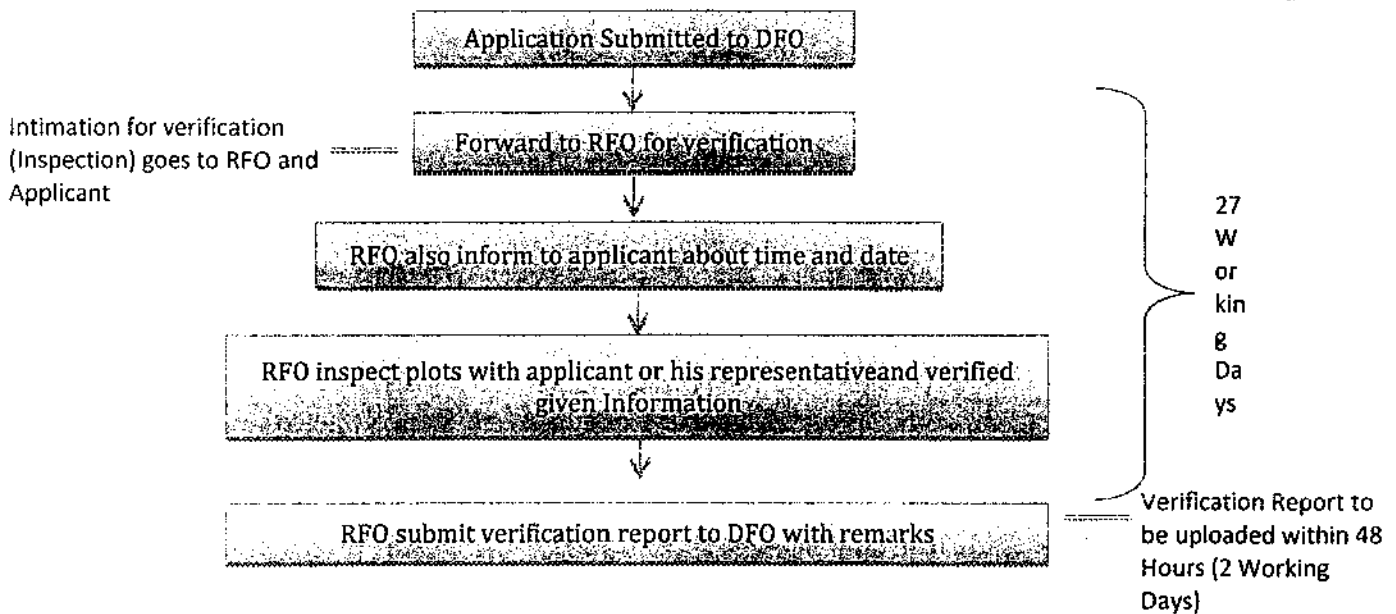 Application Submitted to DFO
Intimation for verification
(Inspection) goes to RFO and
Applicant
Forward to RFO for verification
RFO also inform to applicant about time and date
RFO inspect plots with applicant or his representativeand verified
given Information
27
W
or
kin
g
Da
ys
RFO submit verification report to DFO with remarks
Verification Report to
be uploaded within 48
Hours (2 Working
Days)